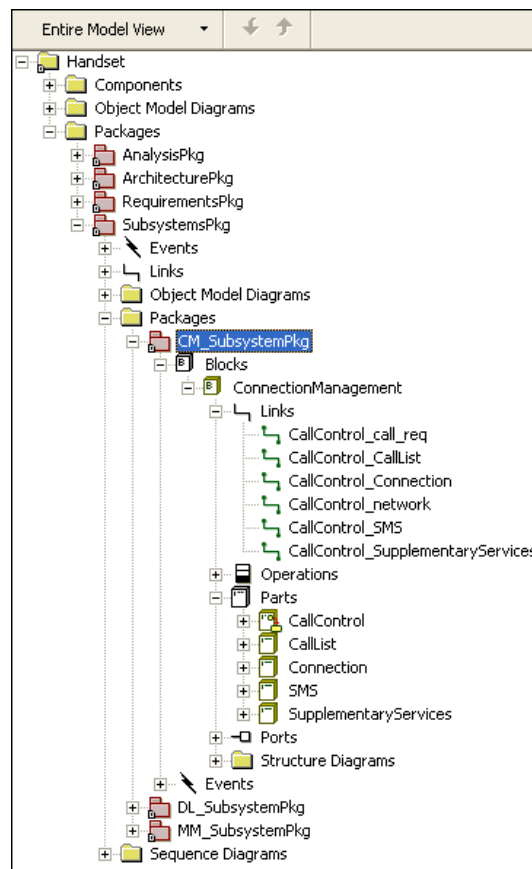 Entire Model View
Handset
Components
Object Model Diagrams
Packages
AnalysisPkg
ArchitecturePkg
RequirementsPkg
SubsystemsPkg
Events
Links
Object Model Diagrams
Packages
CM_SubsystemPkg
Blocks
ConnectionManagement
Links
CallControl_call_req
CallControl_CallList
CallControl_Connection
CallControl_network
CallControl_SMS
CallControl_SupplementaryServices
Operations
Parts
CallControl
CallList
Connection
SMS
SupplementaryServices
Ports
Structure Diagrams
Events
DL_SubsystemPkg
MM_SubsystemPkg
Sequence Diagrams